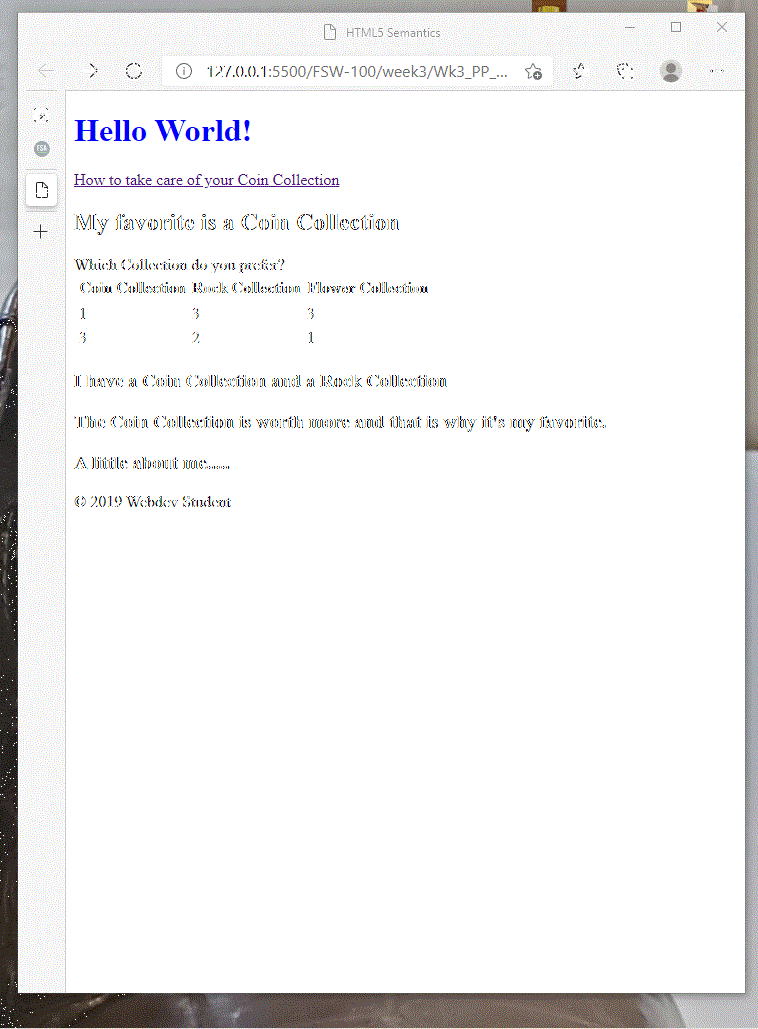 HTML5 Semantics
127.0.0.1:5500/FSW-100/week3/Wk3_PP_...
FSA
Hello World!
How to take care of your Coin Collection
My favorite is a Coin Collection
Which Collection do you prefer?
Coin Collection Rock Collection Flower Collection
1 3 3
3 2 1
I have a Coin Collection and a Rock Collection
The Coin Collection is worth more and that is why it's my favorite.
A little about me.....
© 2019 Webdev Student